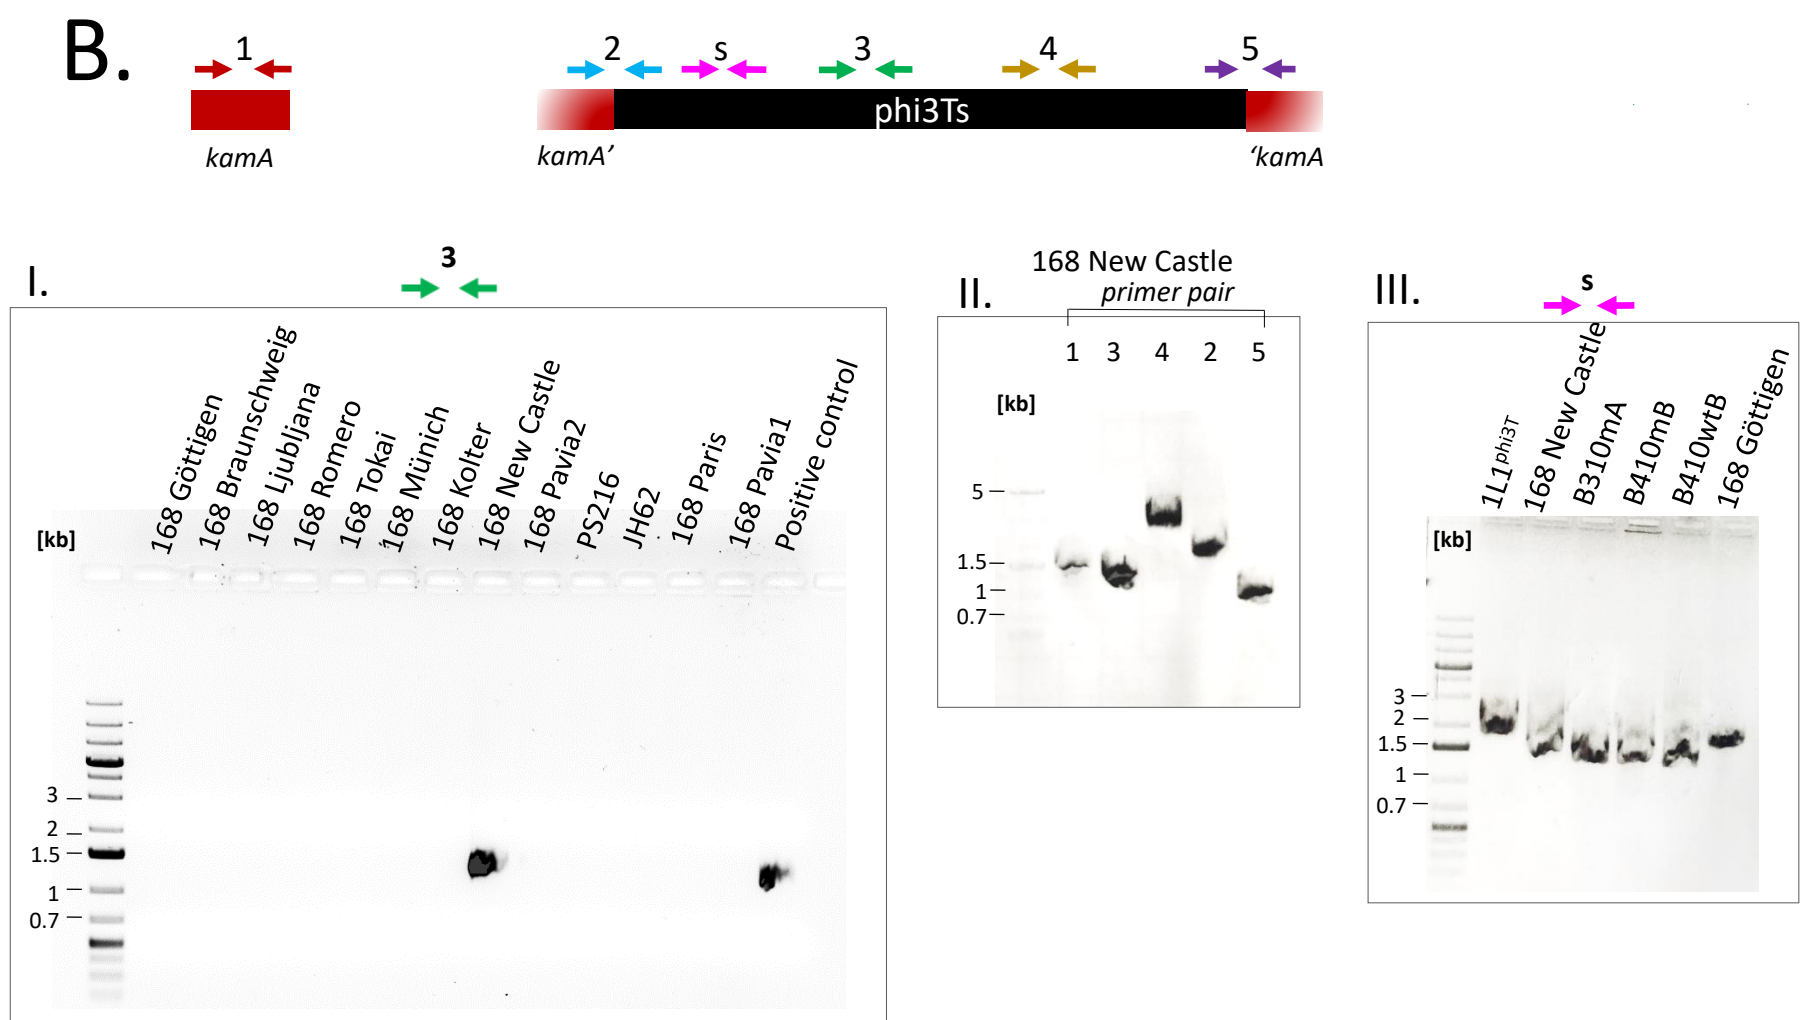 B.
1
2 s 3 4 5
phi3Ts
kamA
kamA’
‘kamA
I.
3
168 Göttigen
168 Braunschweig
168 Ljubljana
168 Romero
168 Tokai
168 Münich
168 Kolter
168 New Castle
168 Pavia2
PS216
JH62
168 Paris
168 Pavia1
Positive control
[kb]
3
2
1.5
1
0.7
II.
168 New Castle
primer pair
1 3 4 2 5
[kb]
5
1.5
1
0.7
III.
s
1L1phi3T
168 New Castle
B310mA
B410mB
B410wtB
168 Göttigen
[kb]
3
2
1.5
1
0.7